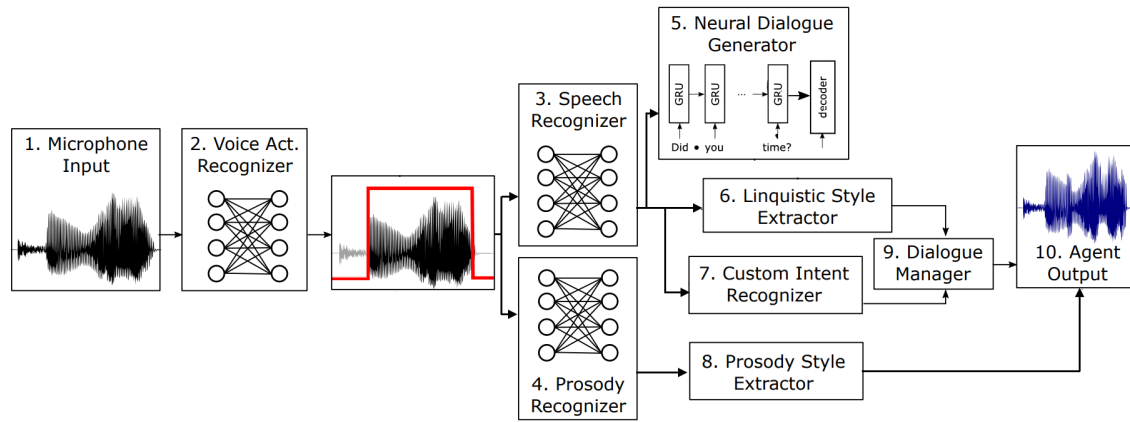 1. Microphone
Input
2. Voice Act.
Recognizer
3. Speech
Recognizer
4. Prosody
Recognizer
5. Neural Dialogue
Generator
GRU
GRU
...
GRU
decoder
Did • you
time?
6. Linguistic Style
Extractor
7. Custom Intent
Recognizer
8. Prosody Style
Extractor
9. Dialogue
Manager
10. Agent
Output